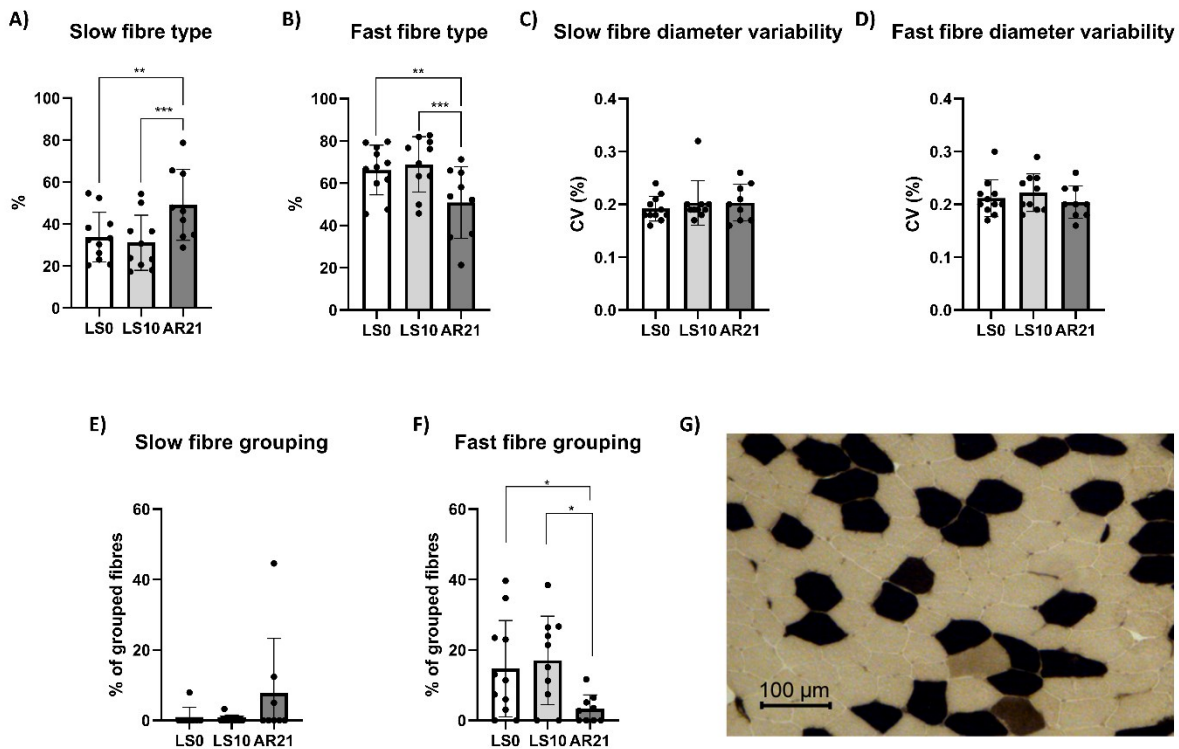 A) Slow fibre type
B) Fast fibre type
C) Slow fibre diameter variability
D) Fast fibre diameter variability
**
***
100
80
60
40
20
0
%
LS0 LS10 AR21
**
***
100
80
60
40
20
0
%
LS0 LS10 AR21
0.4
0.3
0.2
0.1
0.0
CV (%)
LS0 LS10 AR21
0.4
0.3
0.2
0.1
0.0
CV (%)
LS0 LS10 AR21
E) Slow fibre grouping
F) Fast fibre grouping
G)
60
40
20
0
% of grouped fibres
LS0 LS10 AR21
*
*
60
40
20
0
% of grouped fibres
LS0 LS10 AR21
100 µm